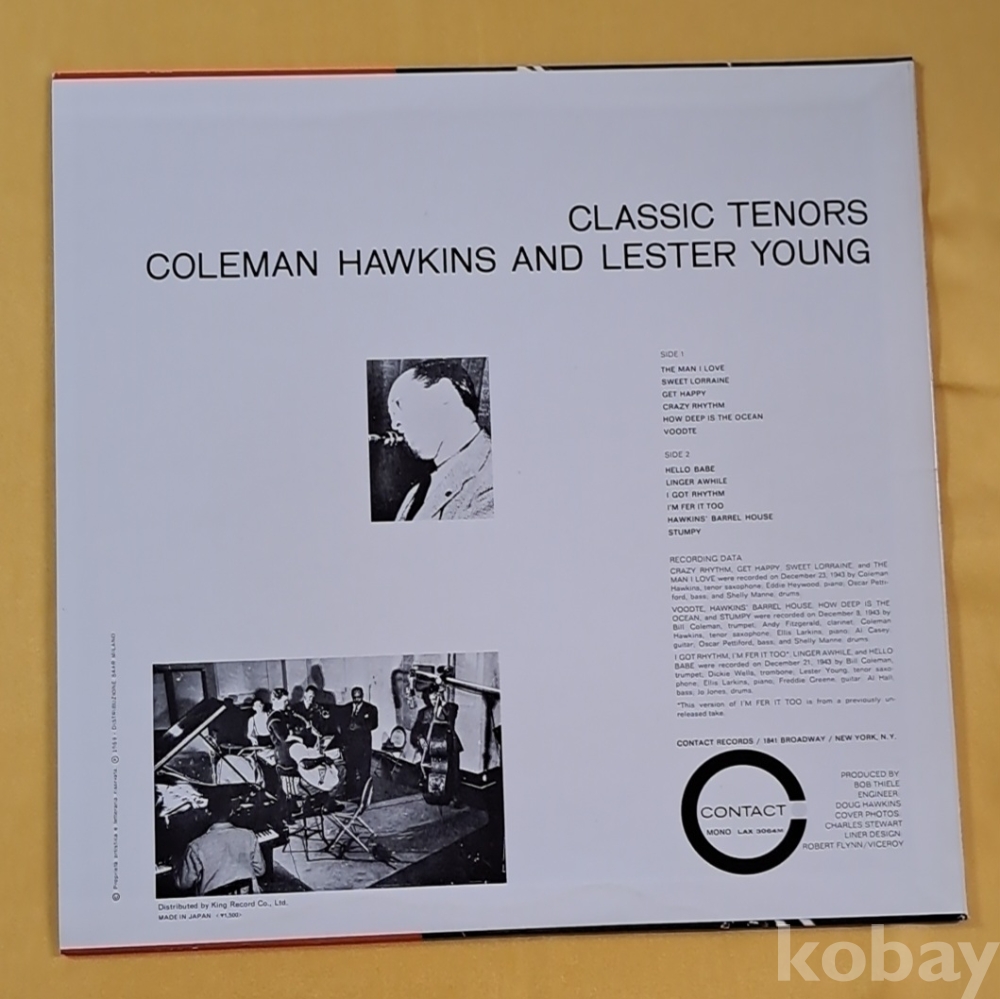 CLASSIC TENORS
COLEMAN HAWKINS AND LESTER YOUNG
SIDE 1
THE MAN I LOVE
SWEET LORRAINE
GET HAPPY
CRAZY RHYTHM
HOW DEEP IS THE OCEAN
VOODTE
SIDE 2
HELLO BABE
LINGER AWHILE
I GOT RHYTHM
I'M FER IT TOO
HAWKINS' BARREL HOUSE
STUMPY
RECORDING DATA
CRAZY RHYTHM, GET HAPPY, SWEET LORRAINE, and THE
MAN I LOVE were recorded on December 23, 1943 by Coleman
Hawkins, tenor saxophone; Eddie Heywood, piano; Oscar Petti-
ford, bass; and Shelly Manne, drums.
VOODTE, HAWKINS' BARREL HOUSE, HOW DEEP IS THE
OCEAN, and STUMPY were recorded on December 8, 1943 by
Bill Coleman, trumpet; Andy Fitzgerald, clarinet; Coleman
Hawkins, tenor saxophone; Ellis Larkins, piano; Al Casey,
guitar; Oscar Pettiford, bass; and Shelly Manne, drums.
I GOT RHYTHM, I'M FER IT TOO*, LINGER AWHILE, and HELLO
BABE were recorded on December 21, 1943 by Bill Coleman,
trumpet; Dickie Wells, trombone; Lester Young, tenor saxo-
phone; Ellis Larkins, piano; Freddie Greene, guitar; Al Hall,
bass; Jo Jones, drums.
*This version of I'M FER IT TOO is from a previously un-
released take.
CONTACT RECORDS / 1841 BROADWAY / NEW YORK, N.Y.
CONTACT
MONO LAX 3064M
PRODUCED BY
BOB THIELE
ENGINEER:
DOUG HAWKINS
COVER PHOTOS:
CHARLES STEWART
LINER DESIGN:
ROBERT FLYNN/VICEROY
Distributed by King Record Co., Ltd.
MADE IN JAPAN (¥1,500)
DISTRIBUZIONE SAAR MILANO
kobay